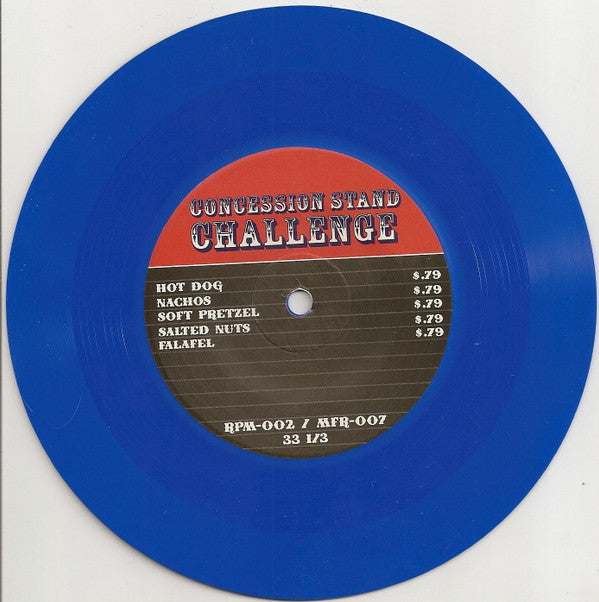 CONCESSION STAND
CHALLENGE
HOT DOG $.79
NACHOS $.79
SOFT PRETZEL $.79
SALTED NUTS $.79
FALAFEL $.79
RPM-002 / MFR-007
33 1/3